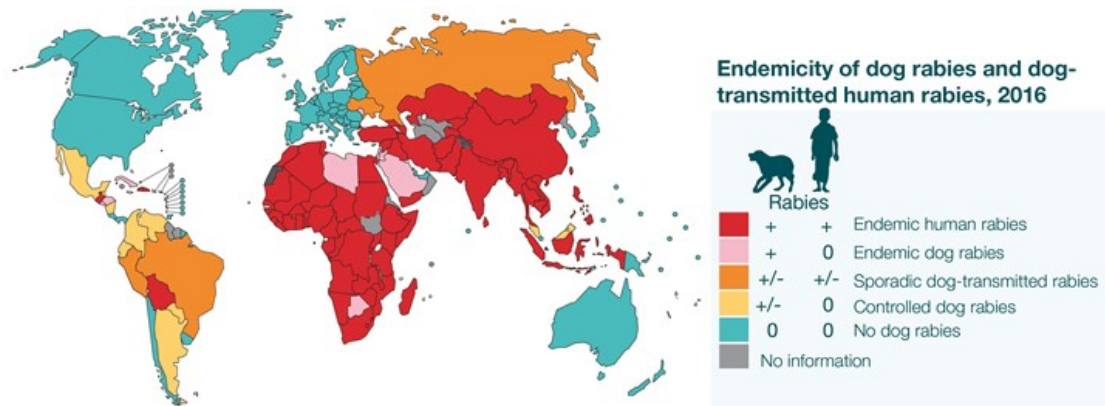 Endemicity of dog rabies and dog-
transmitted human rabies, 2016
Rabies
+ + Endemic human rabies
+ 0 Endemic dog rabies
+/- +/- Sporadic dog-transmitted rabies
+/- 0 Controlled dog rabies
0 0 No dog rabies
No information